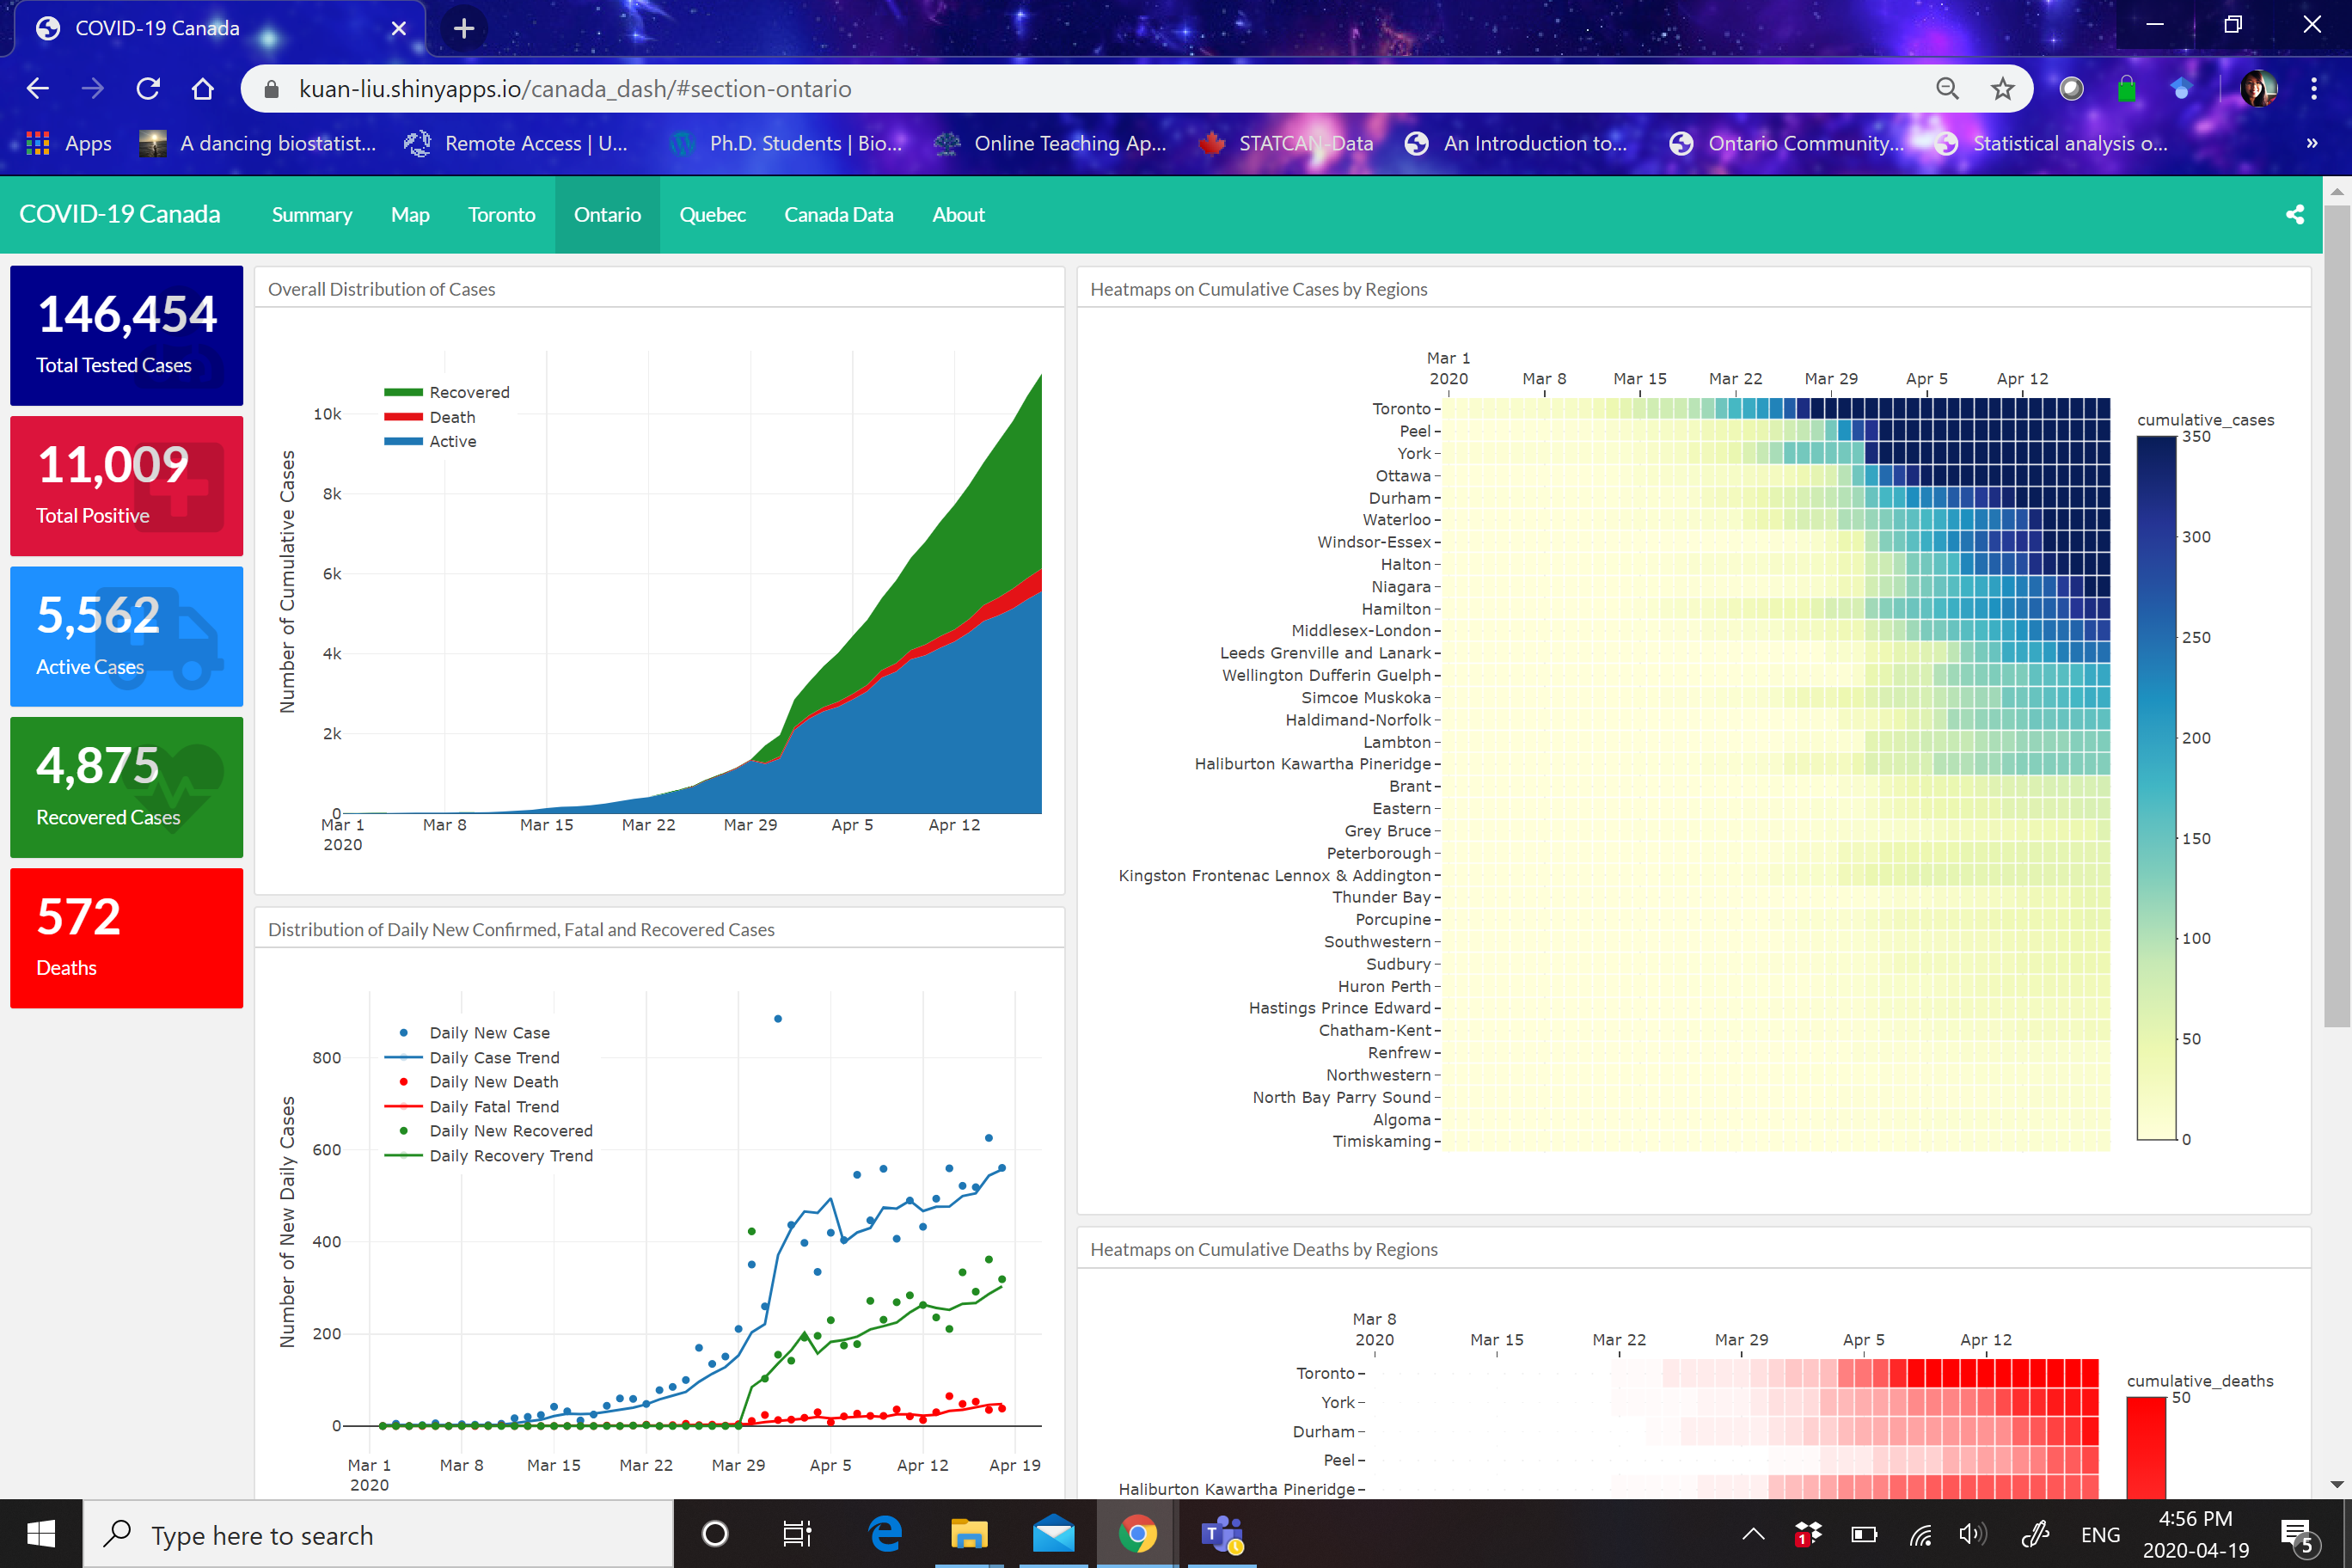 COVID-19 Canada
kuan-liu.shinyapps.io/canada_dash/#section-ontario
Apps
A dancing biostatist...
Remote Access | U...
Ph.D. Students | Bio...
Online Teaching Ap...
STATCAN-Data
An Introduction to...
Ontario Community...
Statistical analysis o...
»
COVID-19 Canada
Summary
Map
Toronto
Ontario
Quebec
Canada Data
About
146,454
Total Tested Cases
11,009
Total Positive
5,562
Active Cases
4,875
Recovered Cases
572
Deaths
Overall Distribution of Cases
Recovered
Death
Active
Number of Cumulative Cases
10k
8k
6k
4k
2k
0
Mar 1
2020
Mar 8
Mar 15
Mar 22
Mar 29
Apr 5
Apr 12
Distribution of Daily New Confirmed, Fatal and Recovered Cases
Daily New Case
Daily Case Trend
Daily New Death
Daily Fatal Trend
Daily New Recovered
Daily Recovery Trend
Number of New Daily Cases
800
600
400
200
0
Mar 1
2020
Mar 8
Mar 15
Mar 22
Mar 29
Apr 5
Apr 12
Apr 19
Heatmaps on Cumulative Cases by Regions
Mar 1
2020
Mar 8
Mar 15
Mar 22
Mar 29
Apr 5
Apr 12
Toronto
Peel
York
Ottawa
Durham
Waterloo
Windsor-Essex
Halton
Niagara
Hamilton
Middlesex-London
Leeds Grenville and Lanark
Wellington Dufferin Guelph
Simcoe Muskoka
Haldimand-Norfolk
Lambton
Haliburton Kawartha Pineridge
Brant
Eastern
Grey Bruce
Peterborough
Kingston Frontenac Lennox & Addington
Thunder Bay
Porcupine
Southwestern
Sudbury
Huron Perth
Hastings Prince Edward
Chatham-Kent
Renfrew
Northwestern
North Bay Parry Sound
Algoma
Timiskaming
cumulative_cases
350
300
250
200
150
100
50
0
Heatmaps on Cumulative Deaths by Regions
Mar 8
2020
Mar 15
Mar 22
Mar 29
Apr 5
Apr 12
Toronto
York
Durham
Peel
Haliburton Kawartha Pineridge
cumulative_deaths
50
Type here to search
T
1
ENG
4:56 PM
2020-04-19
5